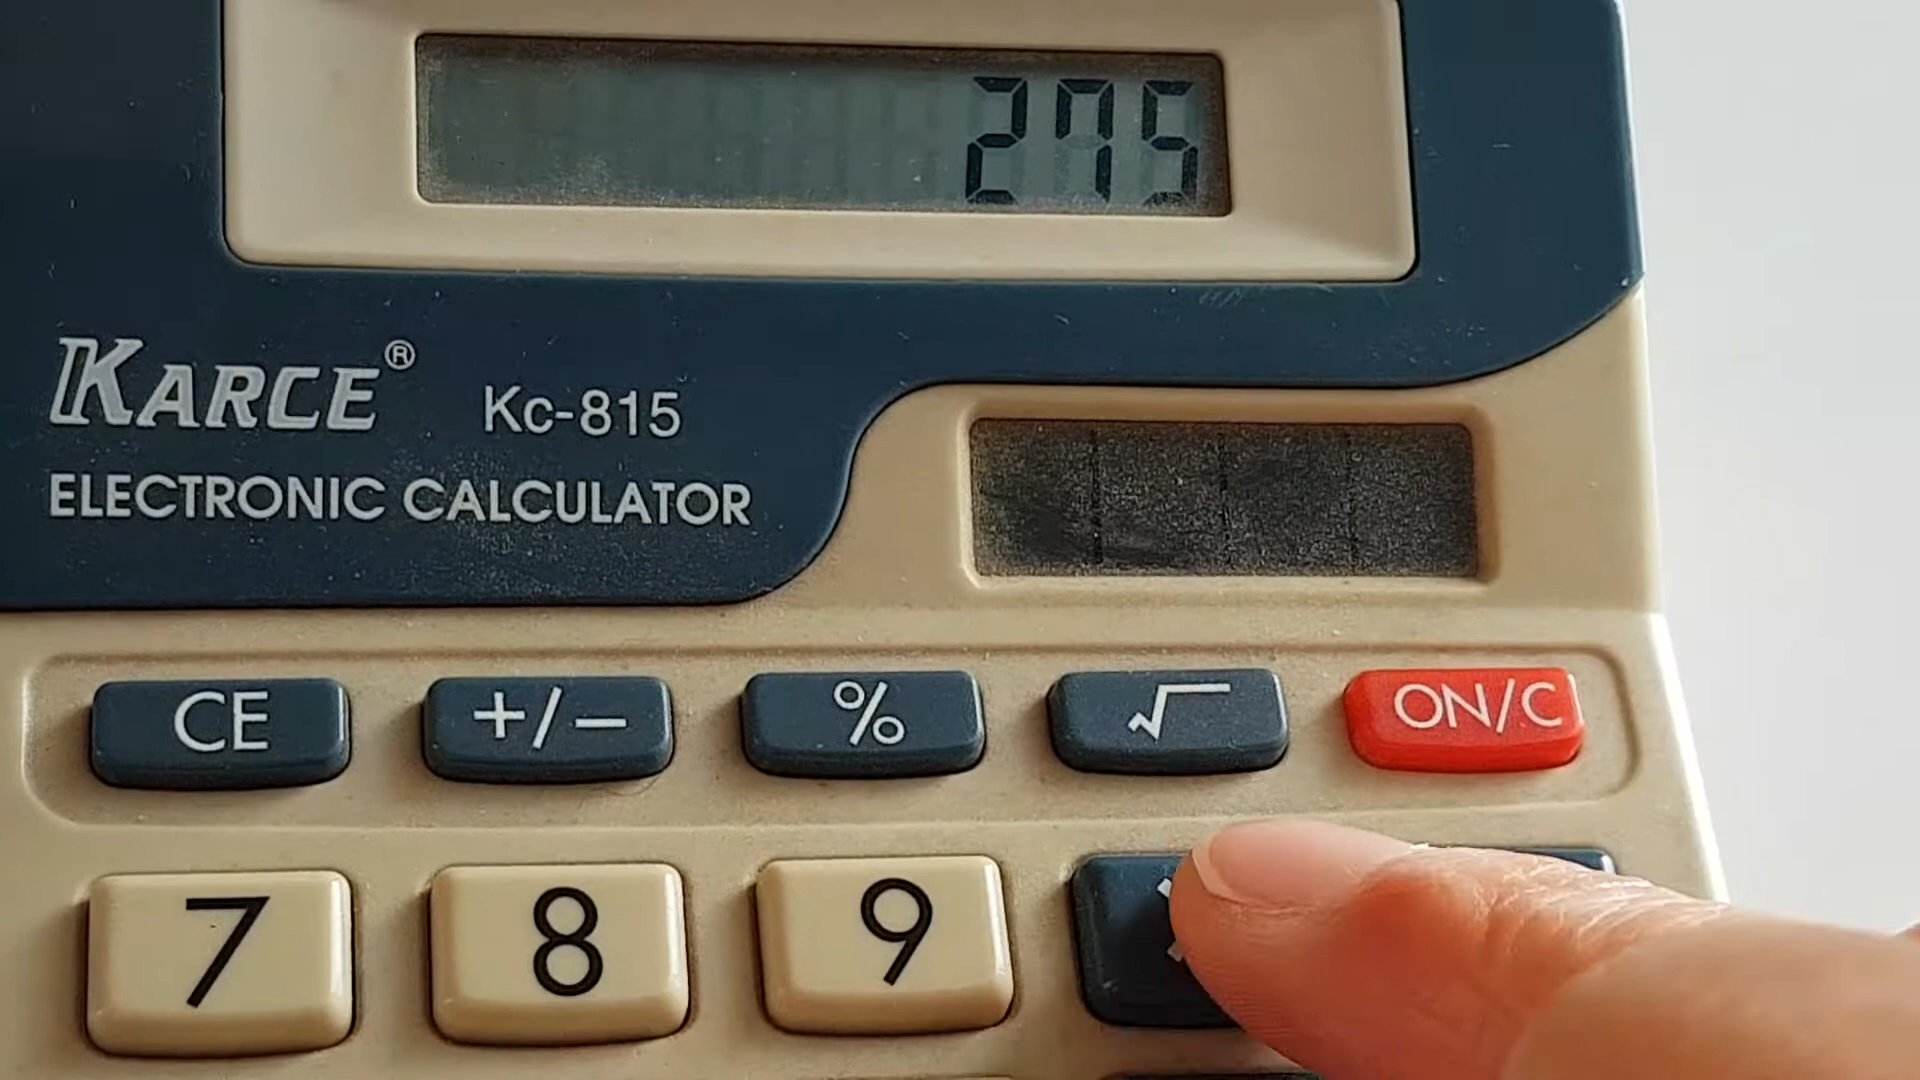 275
KARCE® Kc-815
ELECTRONIC CALCULATOR
CE +/− % √ ON/C
7 8 9